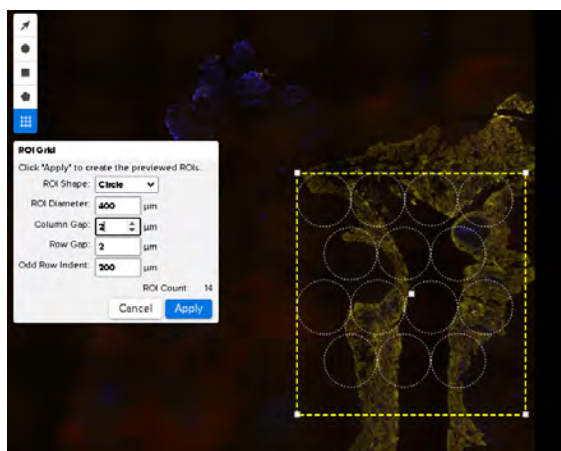 ROI Grid
Click "Apply" to create the previewed ROIs.
ROI Shape: Circle
ROI Diameter: 400 µm
Column Gap: 2 µm
Row Gap: 2 µm
Odd Row Indent: 200 µm
ROI Count: 14
Cancel Apply